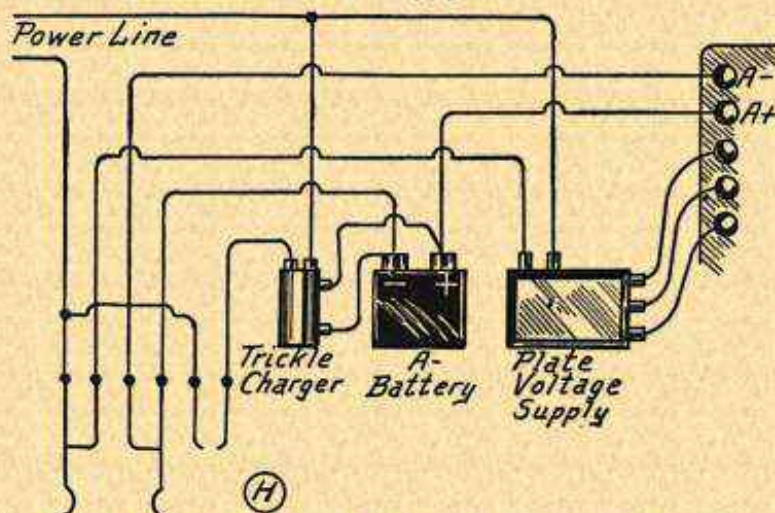 Power Line
A-
A+
Trickle
Charger
A-
Battery
Plate
Voltage
Supply
H